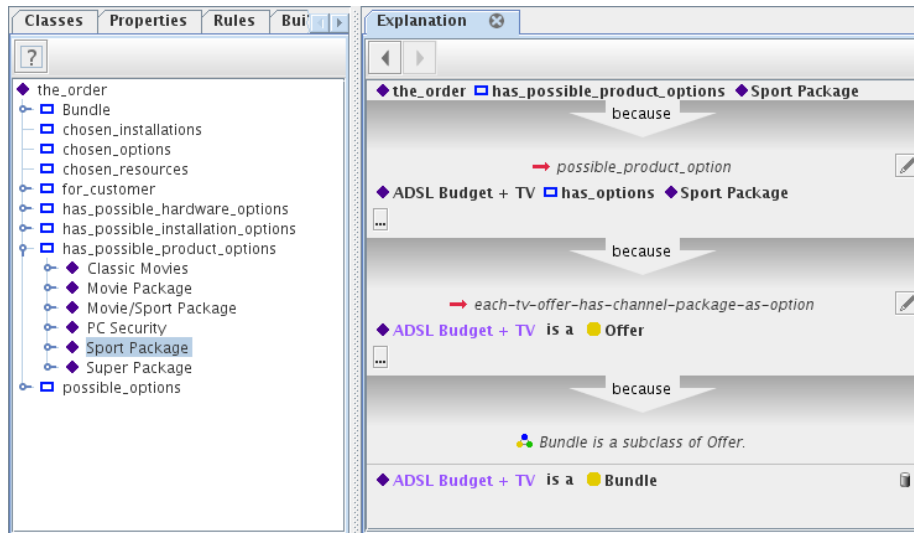 Classes
Properties
Rules
Bui
?
the_order
Bundle
chosen_installations
chosen_options
chosen_resources
for_customer
has_possible_hardware_options
has_possible_installation_options
has_possible_product_options
Classic Movies
Movie Package
Movie/Sport Package
PC Security
Sport Package
Super Package
possible_options
Explanation
the_order has_possible_product_options Sport Package
because
possible_product_option
ADSL Budget + TV has_options Sport Package
...
because
each-tv-offer-has-channel-package-as-option
ADSL Budget + TV is a Offer
...
because
Bundle is a subclass of Offer.
ADSL Budget + TV is a Bundle